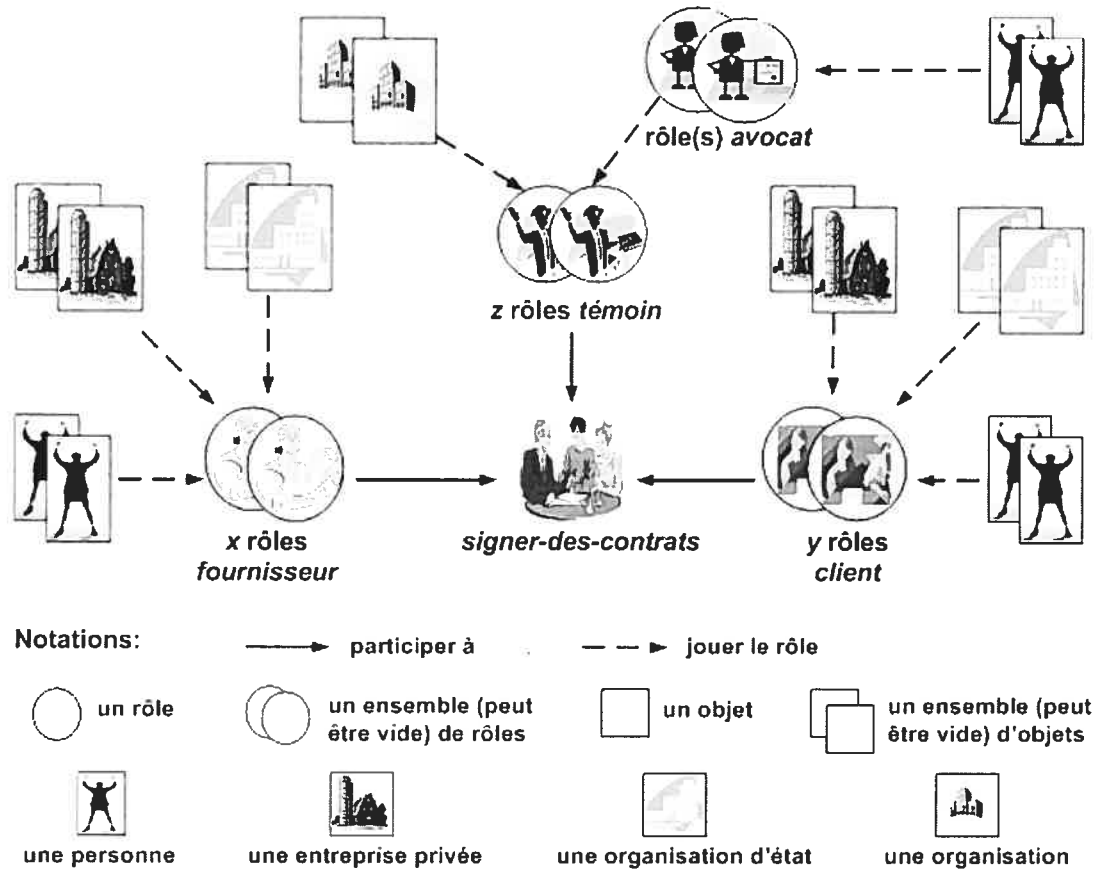 rôle(s) avocat
z rôles témoin
x rôles
fournisseur
signer-des-contrats
y rôles
client
Notations:
participer à
jouer le rôle
un rôle
un ensemble (peut
être vide) de rôles
un objet
un ensemble (peut
être vide) d'objets
une personne
une entreprise privée
une organisation d'état
une organisation